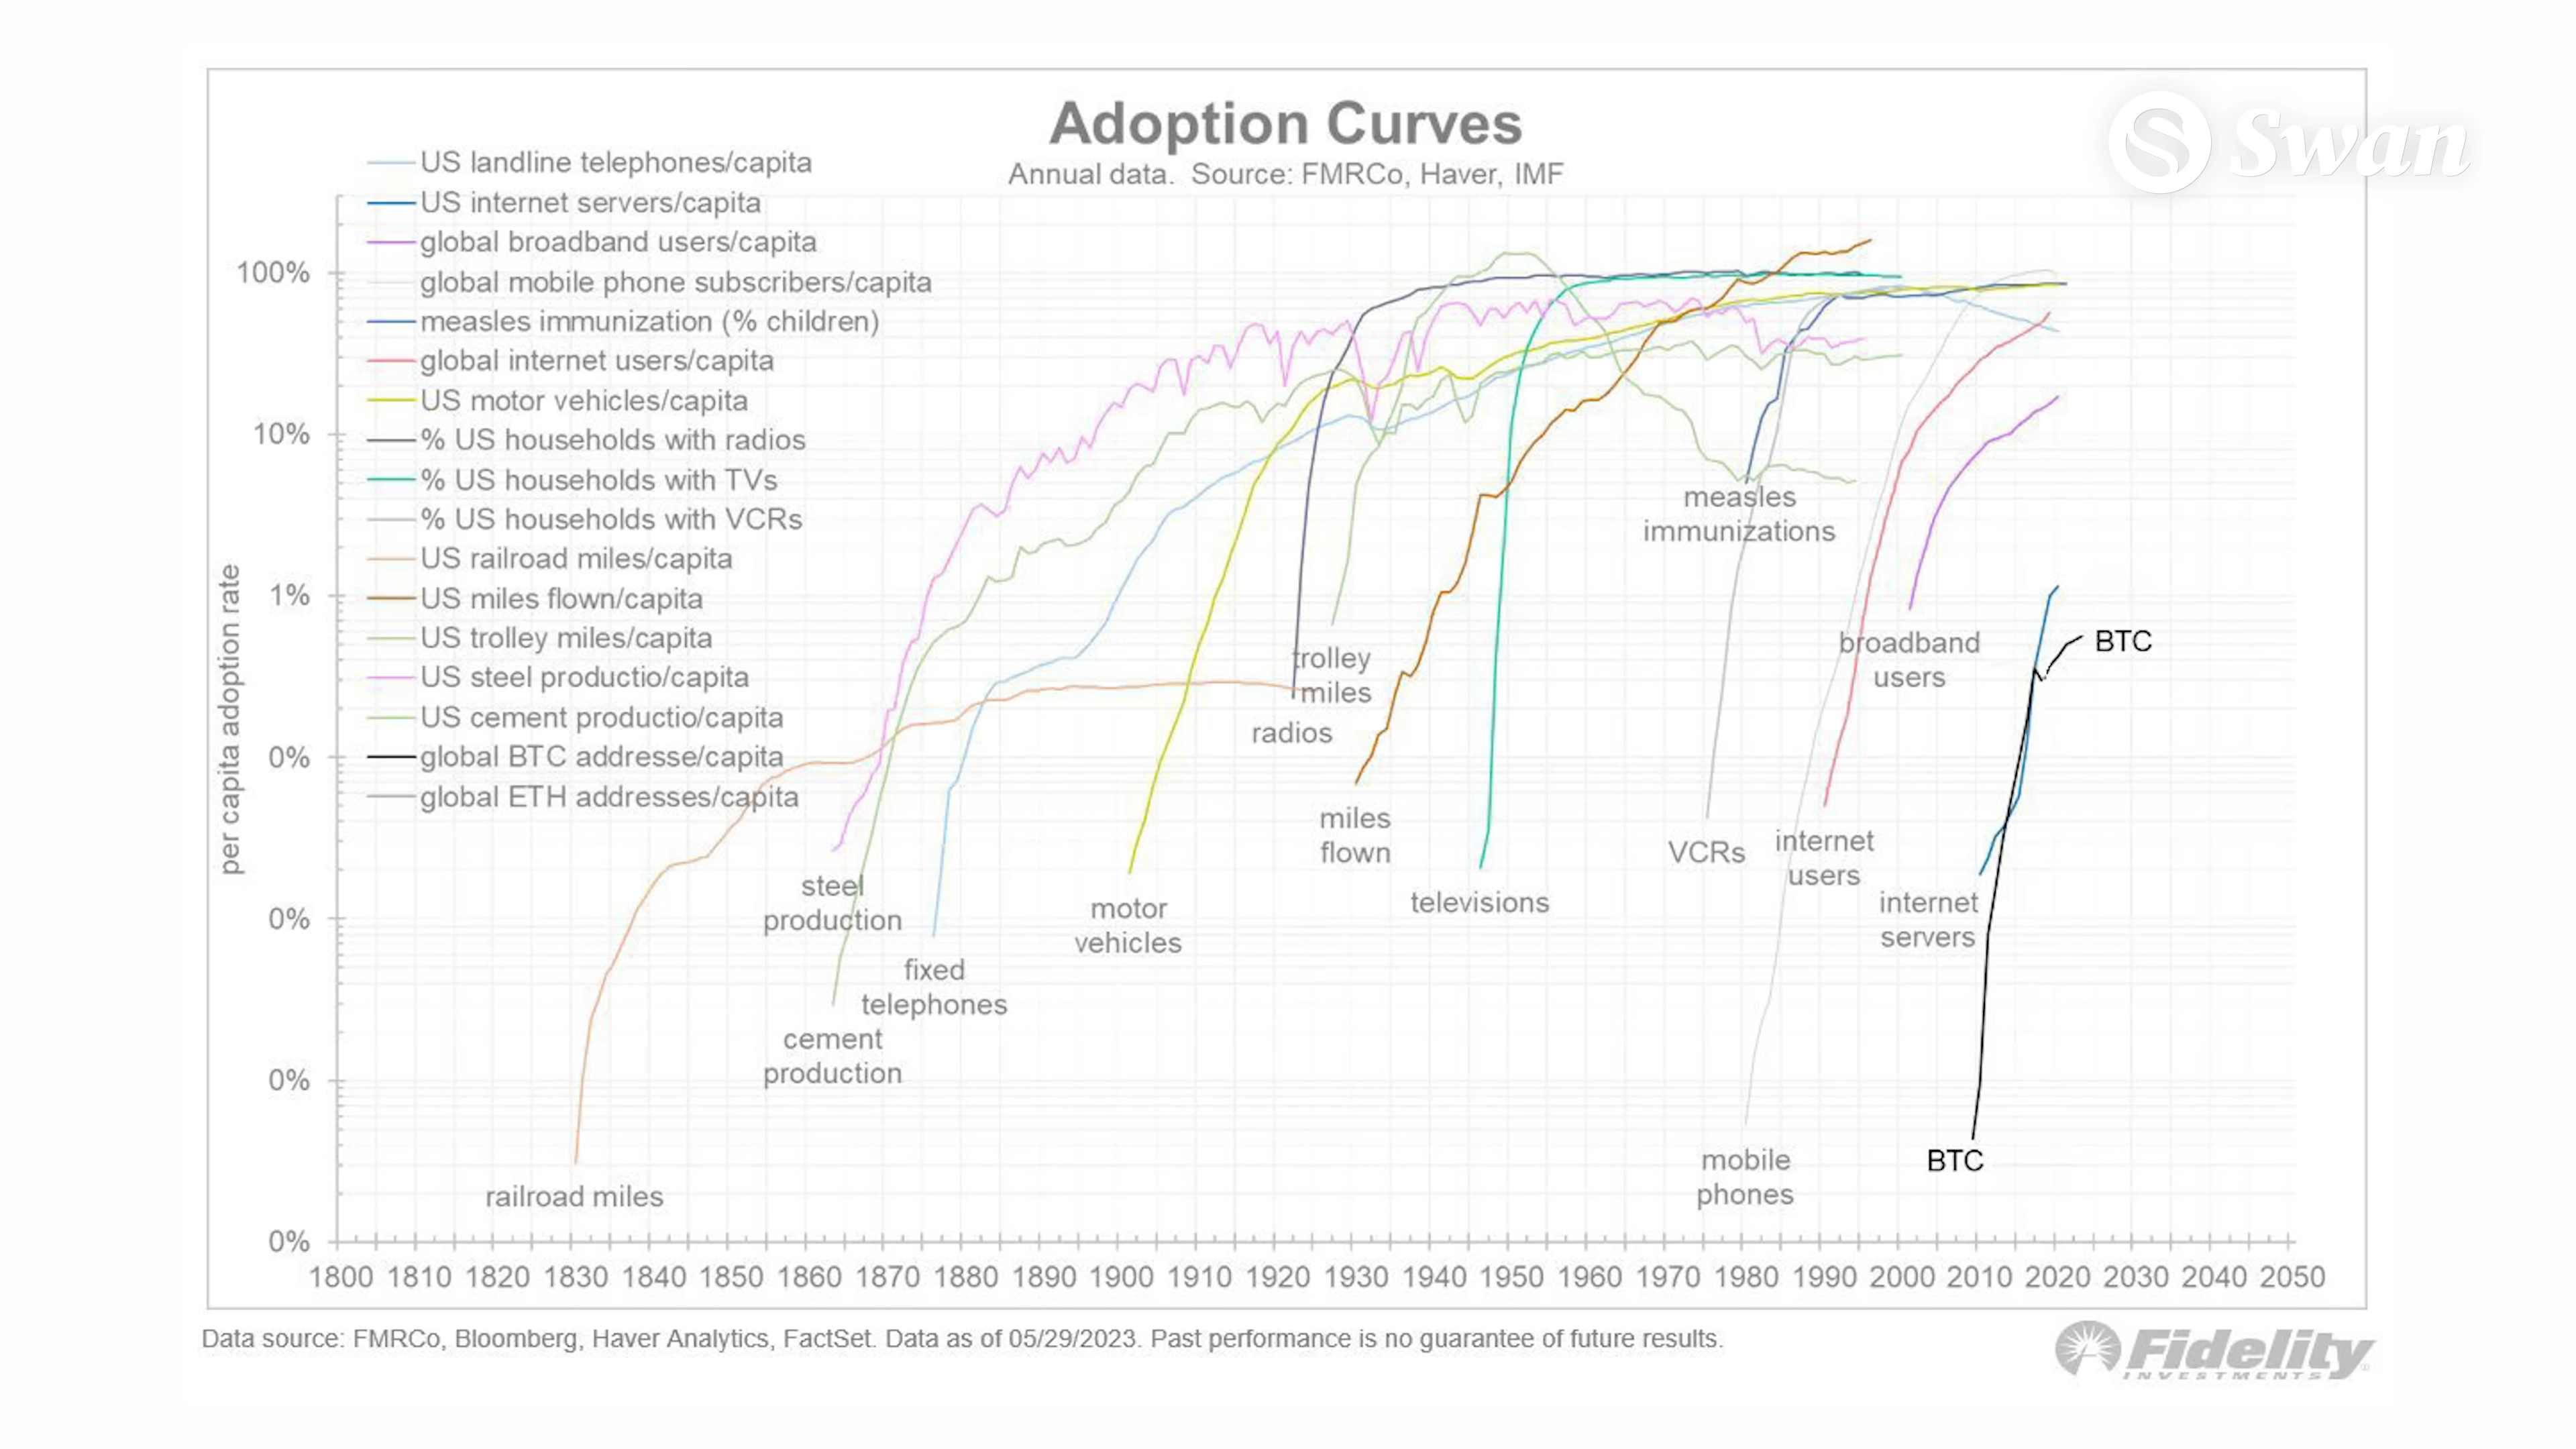 Adoption Curves
Annual data. Source: FMRCo, Haver, IMF
Swan
US landline telephones/capita
US internet servers/capita
global broadband users/capita
global mobile phone subscribers/capita
measles immunization (% children)
global internet users/capita
US motor vehicles/capita
% US households with radios
% US households with TVs
% US households with VCRs
US railroad miles/capita
US miles flown/capita
US trolley miles/capita
US steel productio/capita
US cement productio/capita
global BTC addresse/capita
global ETH addresses/capita
per capita adoption rate
100%
10%
1%
0%
0%
0%
0%
railroad miles
steel
production
cement
production
fixed
telephones
motor
vehicles
radios
trolley
miles
miles
flown
televisions
measles
immunizations
VCRs
mobile
phones
internet
users
broadband
users
internet
servers
BTC
BTC
1800 1810 1820 1830 1840 1850 1860 1870 1880 1890 1900 1910 1920 1930 1940 1950 1960 1970 1980 1990 2000 2010 2020 2030 2040 2050
Data source: FMRCo, Bloomberg, Haver Analytics, FactSet. Data as of 05/29/2023. Past performance is no guarantee of future results.
Fidelity
INVESTMENTS